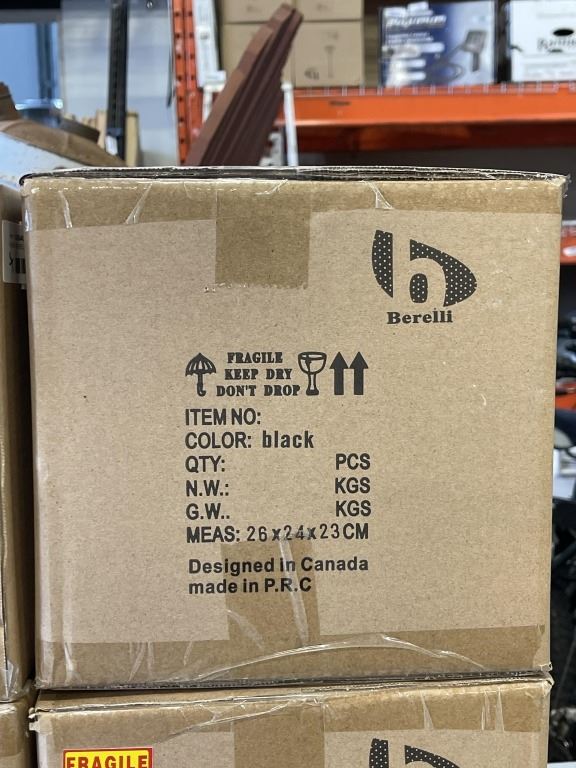 Berelli
FRAGILE
KEEP DRY
DON'T DROP
ITEM NO:
COLOR: black
QTY: PCS
N.W.: KGS
G.W.. KGS
MEAS: 26x24x23CM
Designed in Canada
made in P.R.C
FRAGILE